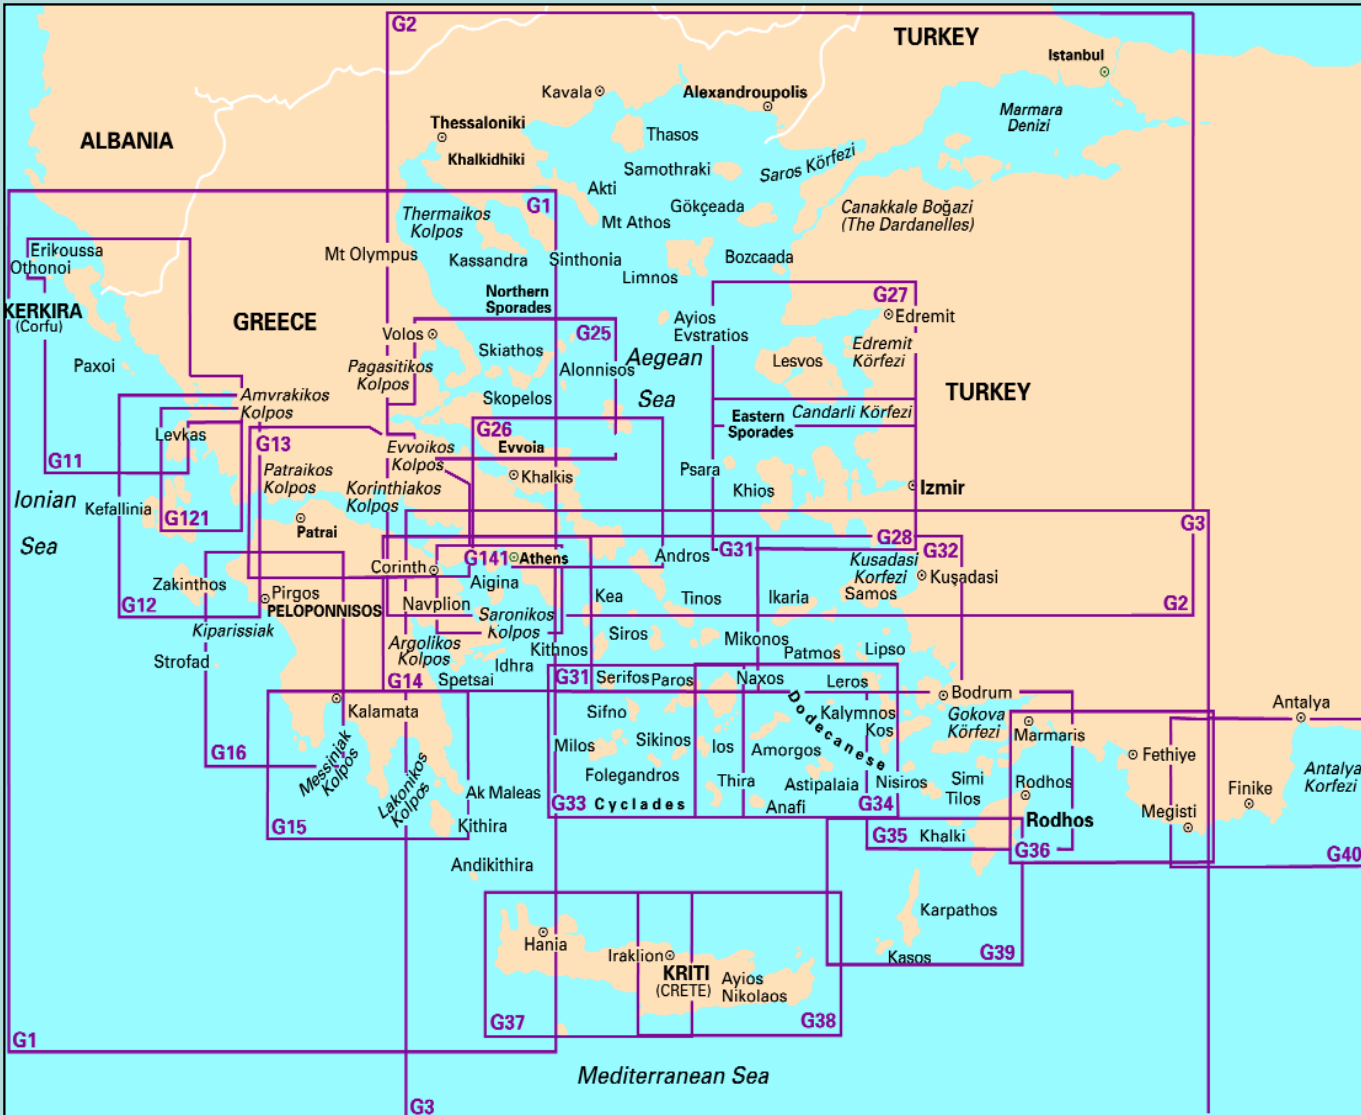 G2
TURKEY
Istanbul
Kavala
Alexandroupolis
Marmara
Denizi
Thessaloniki
Thasos
ALBANIA
Khalkidhiki
Samothraki
Saros Körfezi
Akti
G1
Gökçeada
Thermaikos
Kolpos
Mt Athos
Canakkale Boğazi
(The Dardanelles)
Erikoussa
Othonoi
Mt Olympus
Kassandra
Sinthonia
Bozcaada
Limnos
Northern
Sporades
G27
KERKIRA
(Corfu)
GREECE
Volos
G25
Ayios
Evstratios
Edremit
Skiathos
Aegean
Sea
Edremit
Körfezi
Paxoi
Pagasitikos
Kolpos
Alonnisos
Lesvos
TURKEY
Amvrakikos
Kolpos
Skopelos
Candarli Körfezi
Eastern
Sporades
Levkas
G13
G26
Evvoikos
Kolpos
Evvoia
G11
Patraikos
Kolpos
Khalkis
Psara
Korinthiakos
Kolpos
Khios
Izmir
Ionian
Sea
Kefallinia
G121
Patrai
G3
G28
G31
G32
G141
Athens
Andros
Corinth
Kusadasi
Korfezi
Kuşadasi
Zakinthos
Aigina
Pirgos
PELOPONNISOS
Navplion
Kea
Tinos
Ikaria
Samos
G12
G2
Saronikos
Kolpos
Kiparissiak
Argolikos
Kolpos
Siros
Mikonos
Kithnos
Patmos
Lipso
Strofad
Idhra
G14
Spetsai
G31
Serifos
Paros
Naxos
Leros
Bodrum
Dodecanese
Kalamata
Sifno
Kalymnos
Kos
Gokova
Körfezi
Antalya
Marmaris
G16
Messiniak
Kolpos
Milos
Sikinos
Ios
Amorgos
Fethiye
Lakonikos
Kolpos
Folegandros
Thira
Astipalaia
Nisiros
Simi
Tilos
Rodhos
Finike
Antalya
Korfezi
Ak Maleas
G33
Cyclades
Anafi
G34
Megisti
G15
Kithira
G35
Khalki
Rodhos
G36
G40
Andikithira
Karpathos
Hania
Iraklion
KRITI
(CRETE)
Ayios
Nikolaos
Kasos
G39
G37
G38
G1
Mediterranean Sea
G3